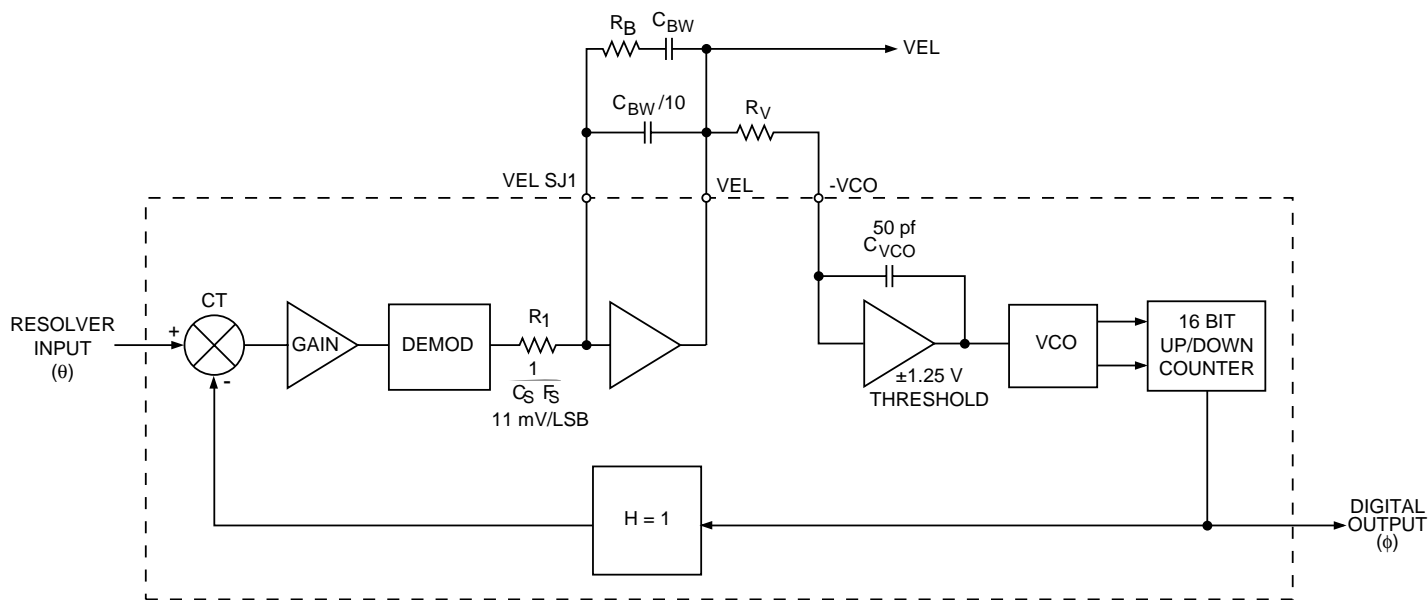 R_B
C_BW
VEL
C_BW /10
R_V
VEL SJ1
VEL
-VCO
50 pf
C_VCO
CT
RESOLVER
INPUT
(θ)
+
-
GAIN
DEMOD
R_1
1
C_S F_S
11 mV/LSB
±1.25 V
THRESHOLD
VCO
16 BIT
UP/DOWN
COUNTER
H = 1
DIGITAL
OUTPUT
(ϕ)